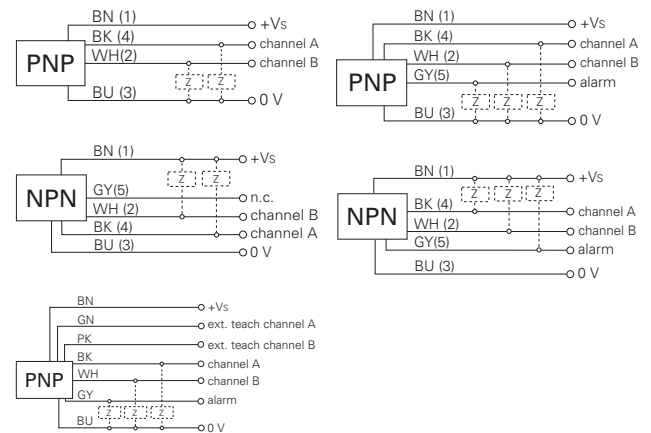 BN (1)
+Vs
BK (4)
channel A
PNP
WH(2)
channel B
Z Z
BU (3)
0 V
BN (1)
+Vs
BK (4)
channel A
WH (2)
channel B
PNP
GY(5)
alarm
Z Z Z
BU (3)
0 V
BN (1)
+Vs
Z Z
NPN
GY(5)
n.c.
WH (2)
channel B
BK (4)
channel A
BU (3)
0 V
BN (1)
+Vs
Z Z Z
BK (4)
channel A
NPN
WH (2)
channel B
GY(5)
alarm
BU (3)
0 V
BN
+Vs
GN
ext. teach channel A
PK
ext. teach channel B
BK
channel A
PNP
WH
channel B
GY
alarm
Z Z Z
BU
0 V